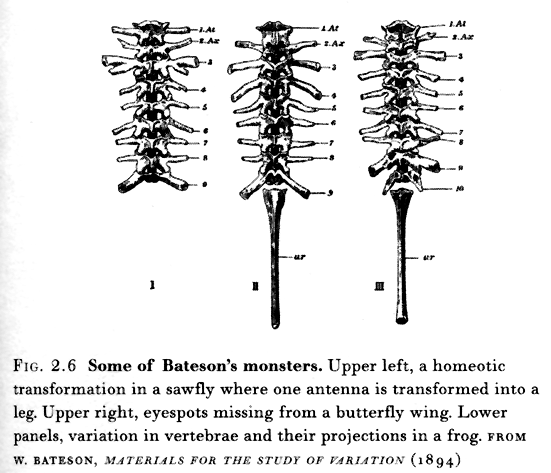 1.At
2.Ax
3
4
5
6
7
8
9
I
1.At
2.Ax
3
4
5
6
7
8
9
ur
II
1.At
2.Ax
3
4
5
6
7
8
9
10
ur
III
FIG. 2.6 Some of Bateson's monsters. Upper left, a homeotic
transformation in a sawfly where one antenna is transformed into a
leg. Upper right, eyespots missing from a butterfly wing. Lower
panels, variation in vertebrae and their projections in a frog. FROM
W. BATESON, MATERIALS FOR THE STUDY OF VARIATION (1894)